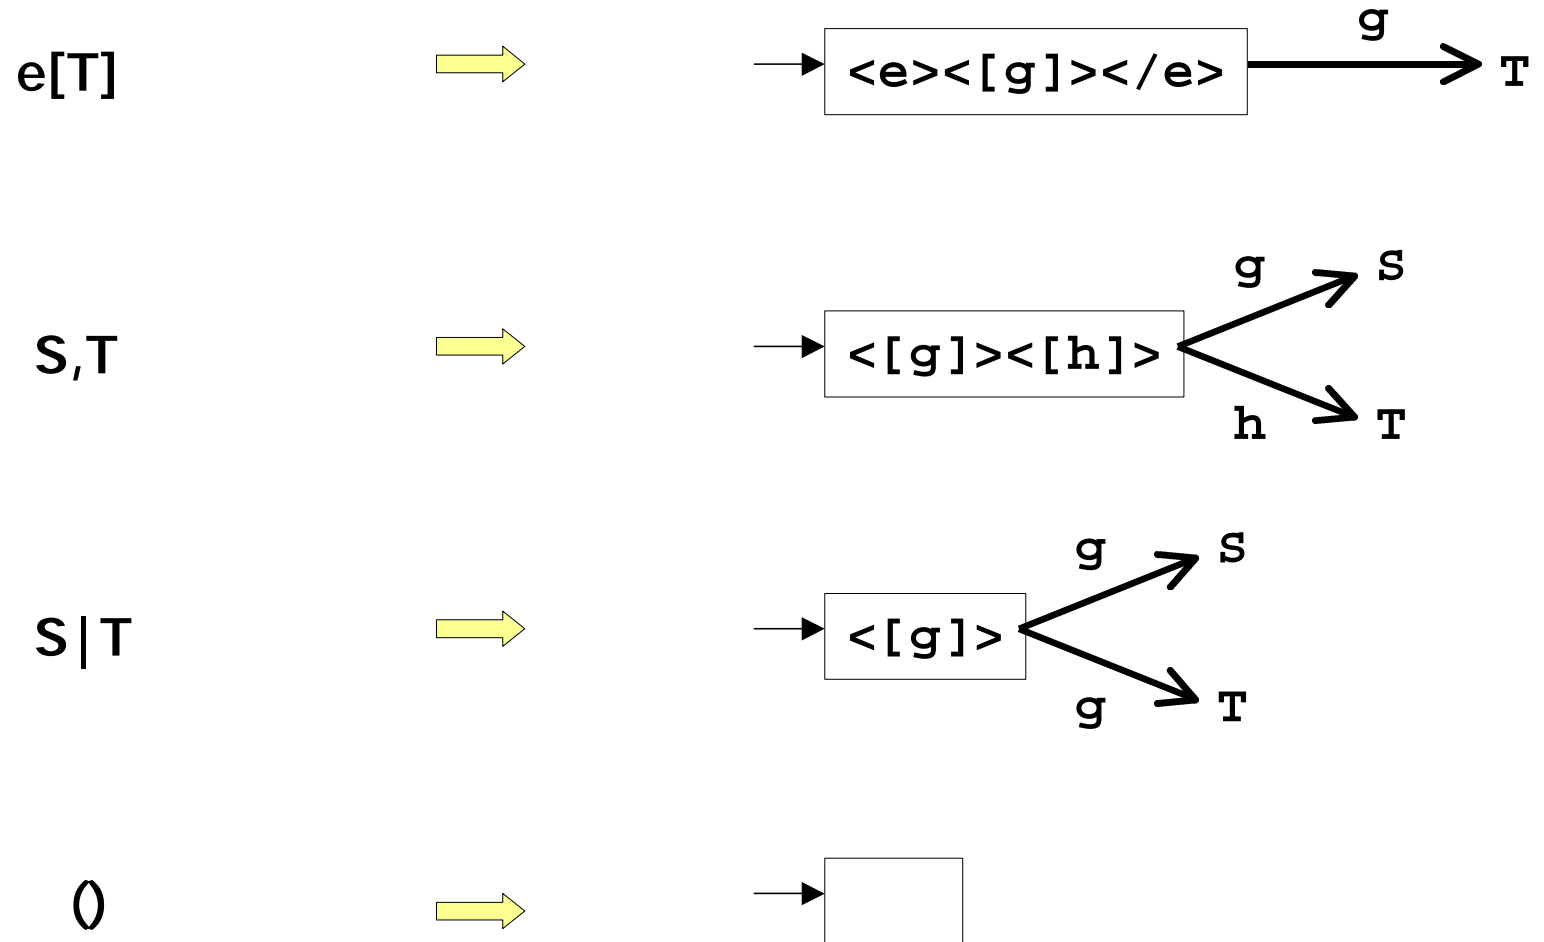 g
e[T] <e><[g]></e> T
g S
S,T <[g]><[h]>
h T
g S
S|T <[g]>
g T
()